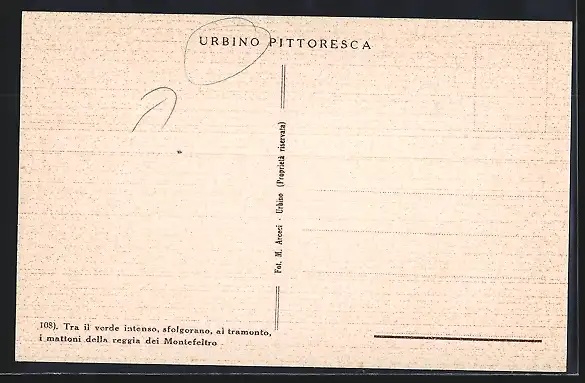 URBINO PITTORESCA
Fot. M. Arceci - Urbino (Proprietà riservata)
108). Tra il verde intenso, sfolgorano, al tramonto,
i mattoni della reggia dei Montefeltro